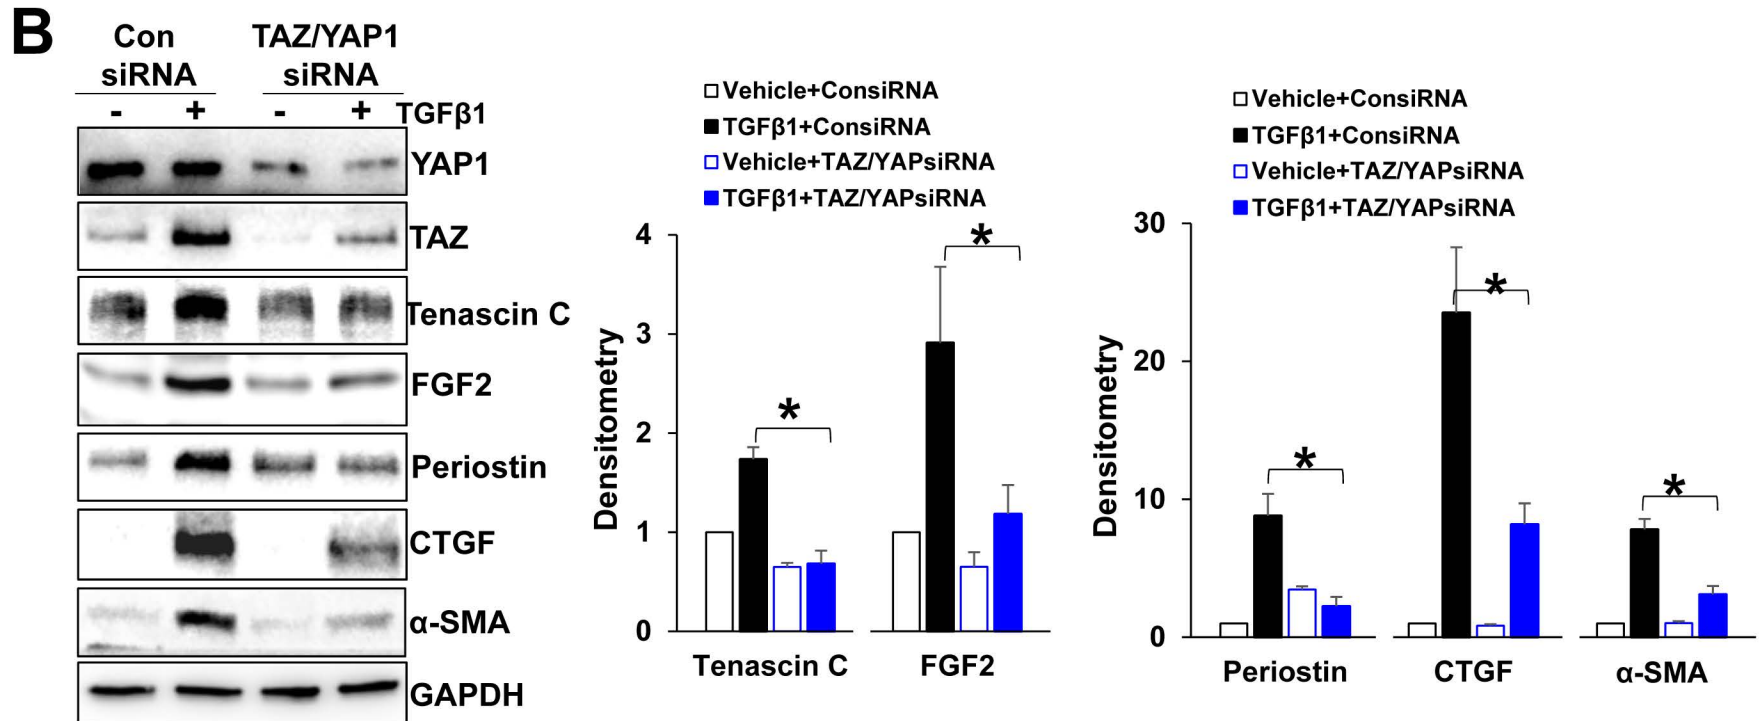 B
Con siRNA
TAZ/YAP1 siRNA
- + - + TGFβ1
YAP1
TAZ
Tenascin C
FGF2
Periostin
CTGF
α-SMA
GAPDH
Vehicle+ConsiRNA
TGFβ1+ConsiRNA
Vehicle+TAZ/YAPsiRNA
TGFβ1+TAZ/YAPsiRNA
Densitometry
4
3
2
1
0
*
*
Tenascin C
FGF2
Vehicle+ConsiRNA
TGFβ1+ConsiRNA
Vehicle+TAZ/YAPsiRNA
TGFβ1+TAZ/YAPsiRNA
Densitometry
30
20
10
0
*
*
*
Periostin
CTGF
α-SMA